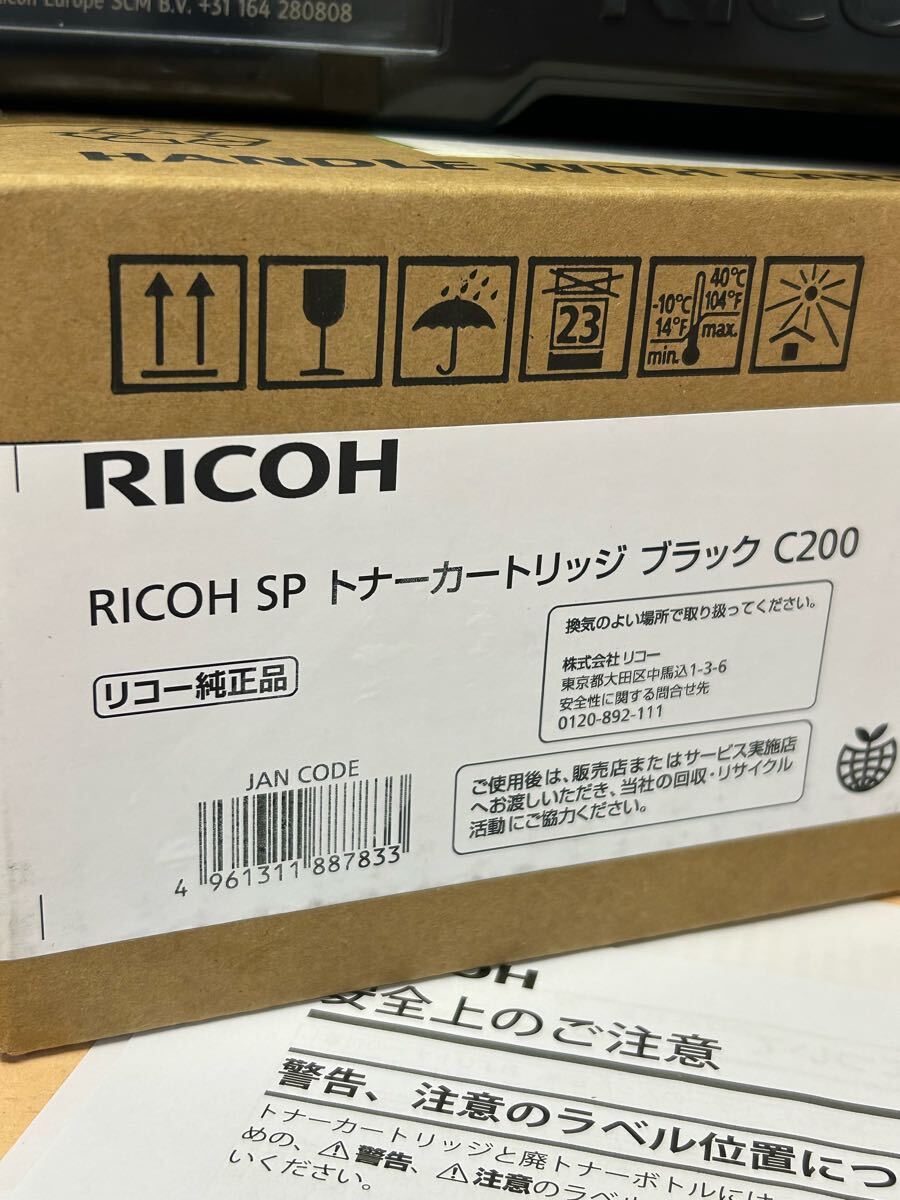 Europe SCM B.V. +31 164 280808
RICO
HANDLE WITH CARE
23
-10°C
14°F
min.
40°C
104°F
max.
RICOH
RICOH SP トナーカートリッジ ブラック C200
リコー純正品
換気のよい場所で取り扱ってください。
株式会社 リコー
東京都大田区中馬込1-3-6
安全性に関する問合せ先
0120-892-111
JAN CODE
4 961311 887833
ご使用後は、販売店またはサービス実施店
へお渡しいただき、当社の回収・リサイクル
活動にご協力ください。
安全上のご注意
警告、注意のラベル位置につ
トナーカートリッジと廃トナーボトルには
めの、⚠警告、⚠注意のラベル
いください。